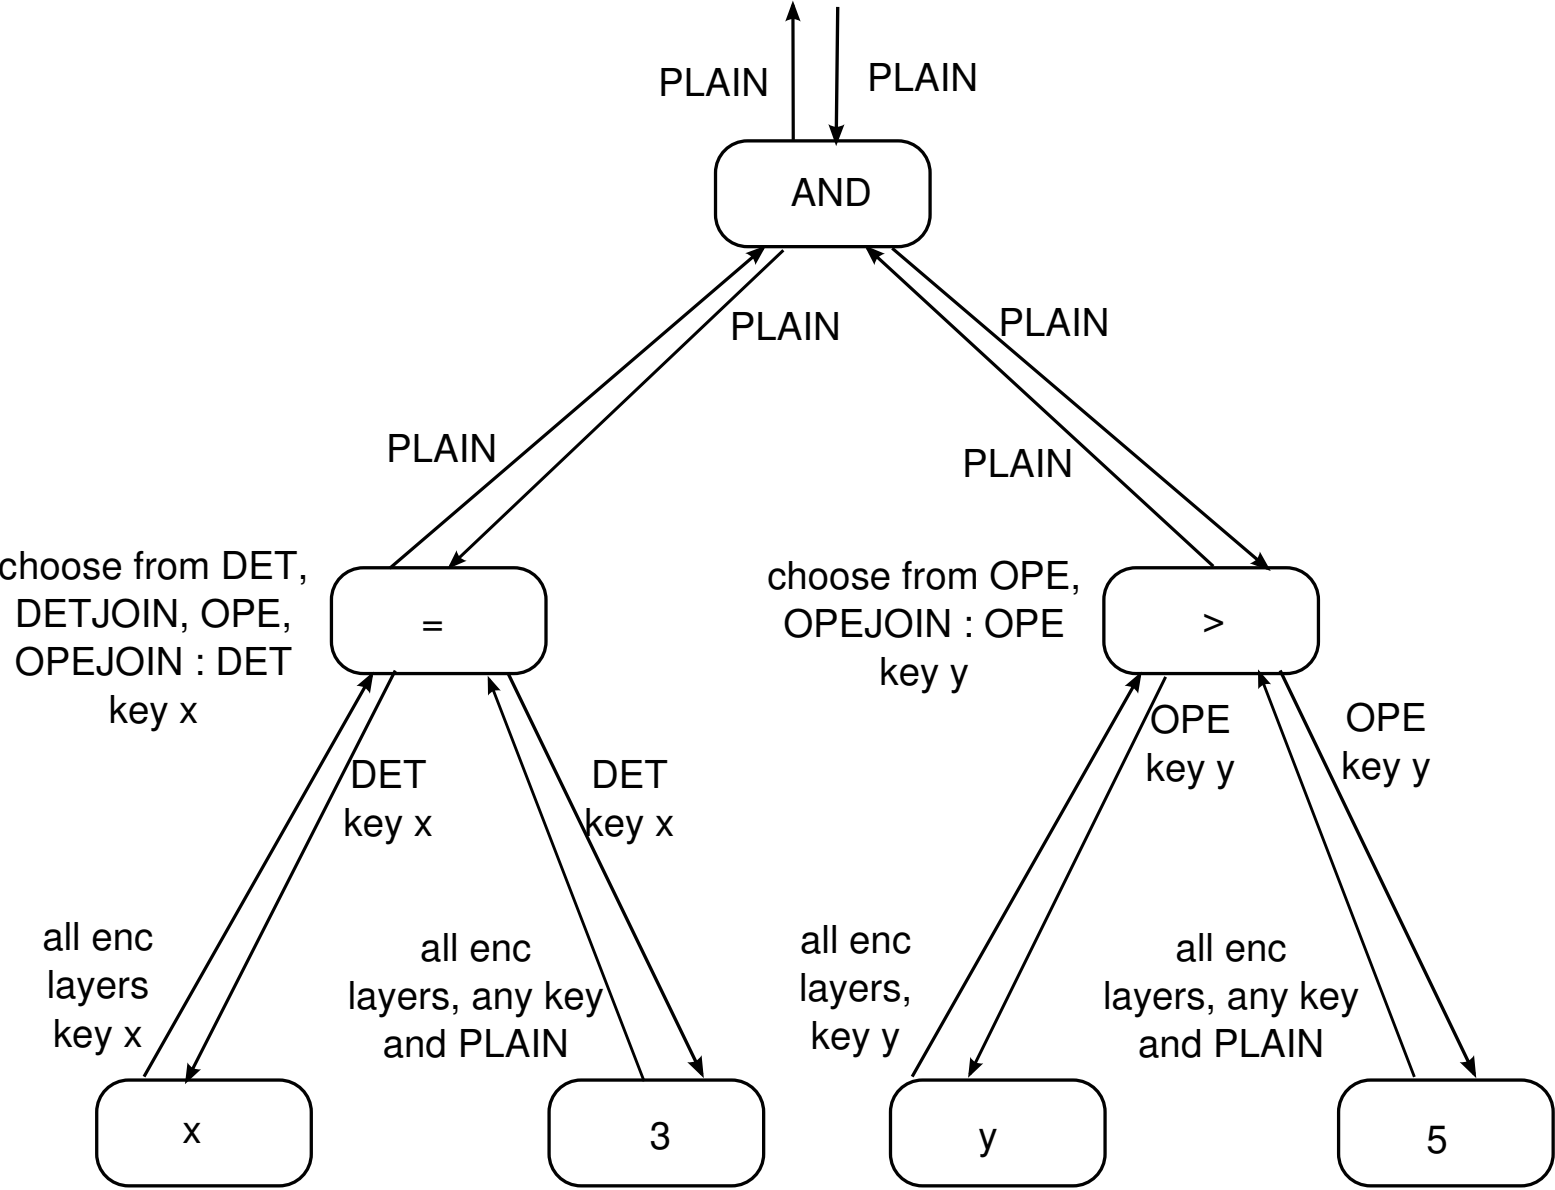 PLAIN
PLAIN
AND
PLAIN
PLAIN
PLAIN
PLAIN
choose from DET,
DETJOIN, OPE,
OPEJOIN : DET
key x
=
choose from OPE,
OPEJOIN : OPE
key y
>
DET
key x
DET
key x
OPE
key y
OPE
key y
all enc
layers
key x
all enc
layers, any key
and PLAIN
all enc
layers,
key y
all enc
layers, any key
and PLAIN
x
3
y
5